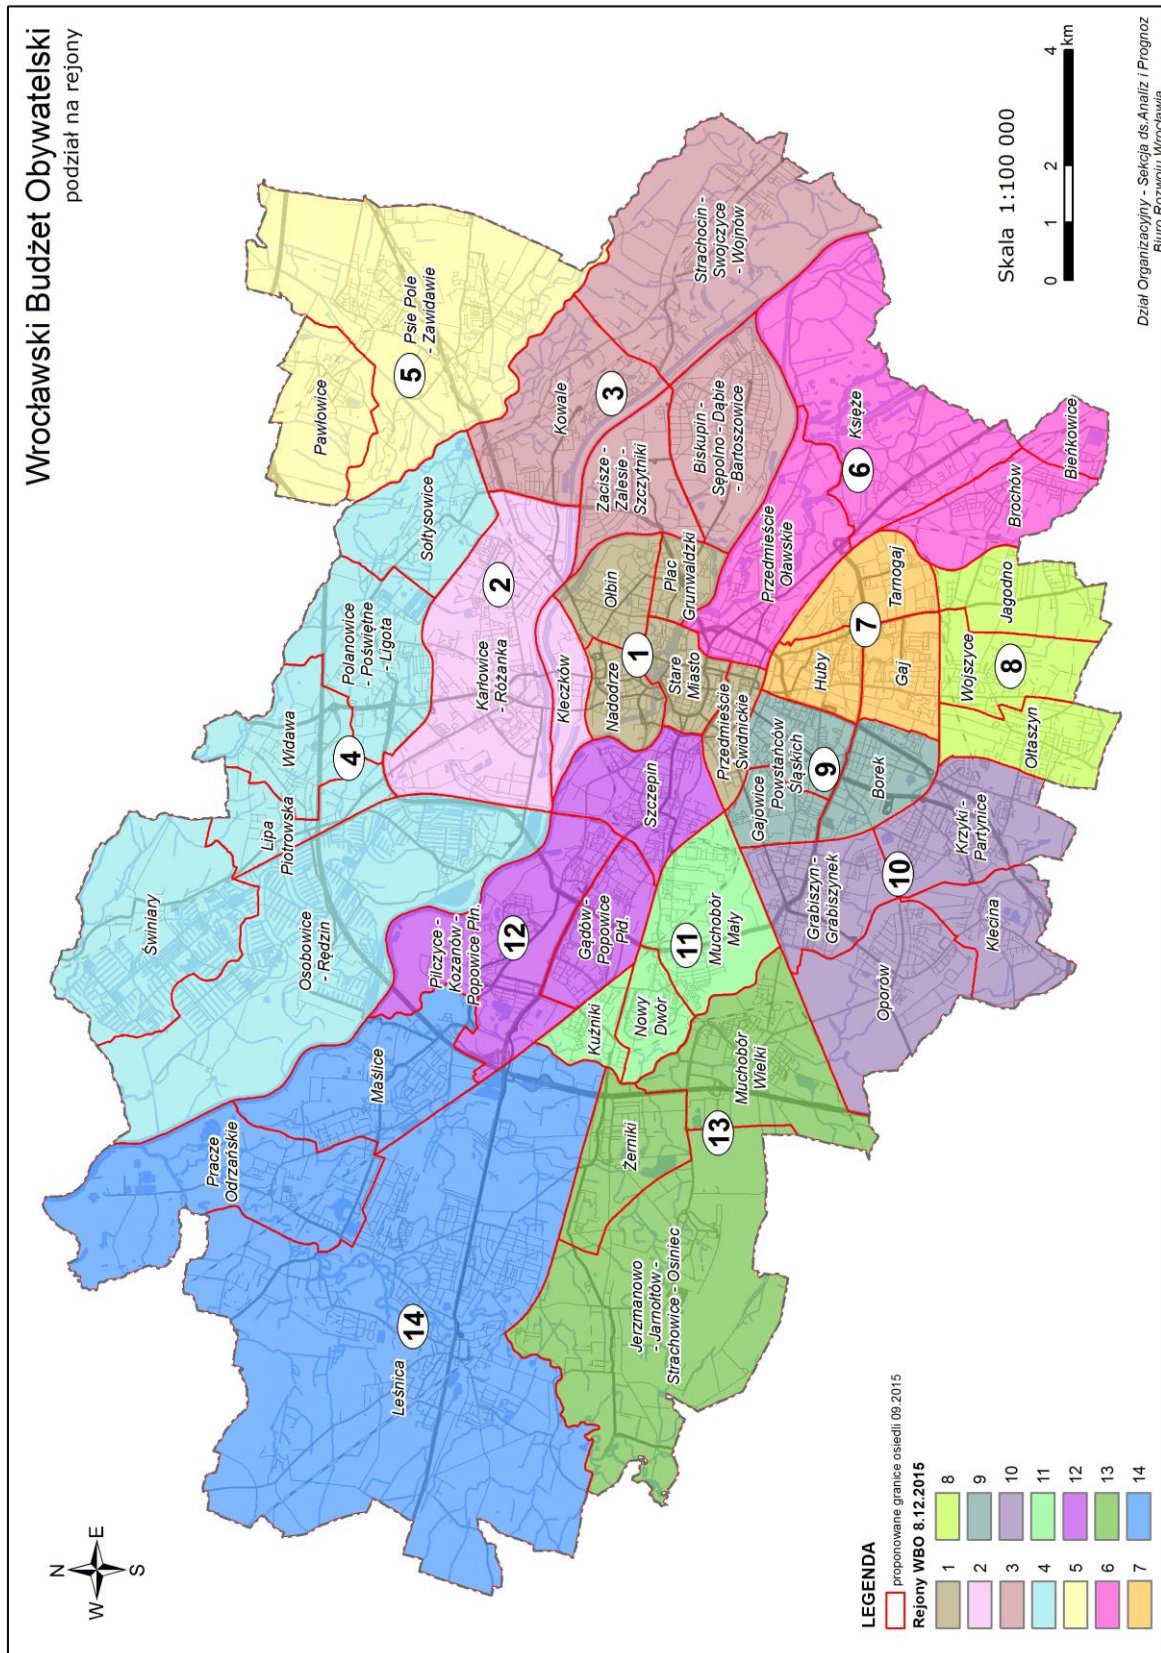 Wrocławski Budżet Obywatelski
podział na rejony
N
W
E
S
Pawłowice
Psie Pole
- Zawidawie
5
Świniary
Lipa
Piotrowska
Widawa
4
Polanowice
- Poświętne
- Ligota
Sołtysowice
Osobowice
- Rędzin
Pracze
Odrzańskie
Maślice
Leśnica
14
Karłowice
- Różanka
2
Kleczków
Kowale
3
Strachocin -
Swojczyce -
- Wojnów
Zacisze -
Zalesie -
Szczytniki
Biskupin -
Sępolno - Dąbie
- Bartoszowice
Pilczyce -
Kozanów -
Popowice Płn.
12
Gądów -
Popowice
Płd.
Szczepin
Nadodrze
Ołbin
1
Stare
Miasto
Plac
Grunwaldzki
Przedmieście
Świdnickie
Przedmieście
Oławskie
6
Księże
Brochów
Bieńkowice
Kuźniki
Nowy
Dwór
11
Muchobór
Mały
Żerniki
13
Muchobór
Wielki
Jerzmanowo
- Jarnołtów -
Strachowice - Osiniec
Gajowice
Powstańców
Śląskich
9
Borek
Huby
7
Tarnogaj
Gaj
Grabiszyn -
Grabiszynek
10
Oporów
Krzyki -
Partynice
Klecina
Wojszyce
8
Jagodno
Ołtaszyn
LEGENDA
proponowane granice osiedli 09.2015
Rejony WBO 8.12.2015
1
8
2
9
3
10
4
11
5
12
6
13
7
14
Skala 1:100 000
0
1
2
4
km
Dział Organizacyjny - Sekcja ds.Analiz i Prognoz
Biuro Rozwoju Wrocławia